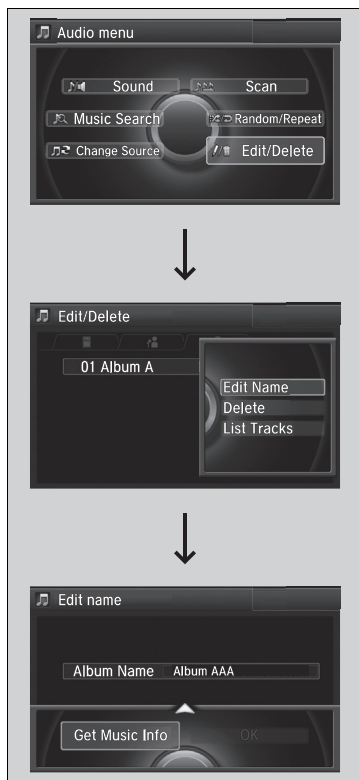 Audio menu
Sound
Scan
Music Search
Random/Repeat
Change Source
Edit/Delete
Edit/Delete
01 Album A
Edit Name
Delete
List Tracks
Edit name
Album Name Album AAA
Get Music Info
OK